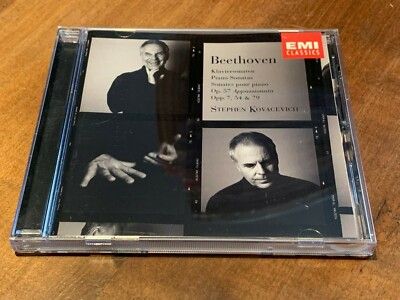 EMI
CLASSICS
Beethoven
Klaviersonaten
Piano Sonatas
Sonates pour piano
Op. 57 Appassionata
Opp. 7, 54 & 79
STEPHEN KOVACEVICH